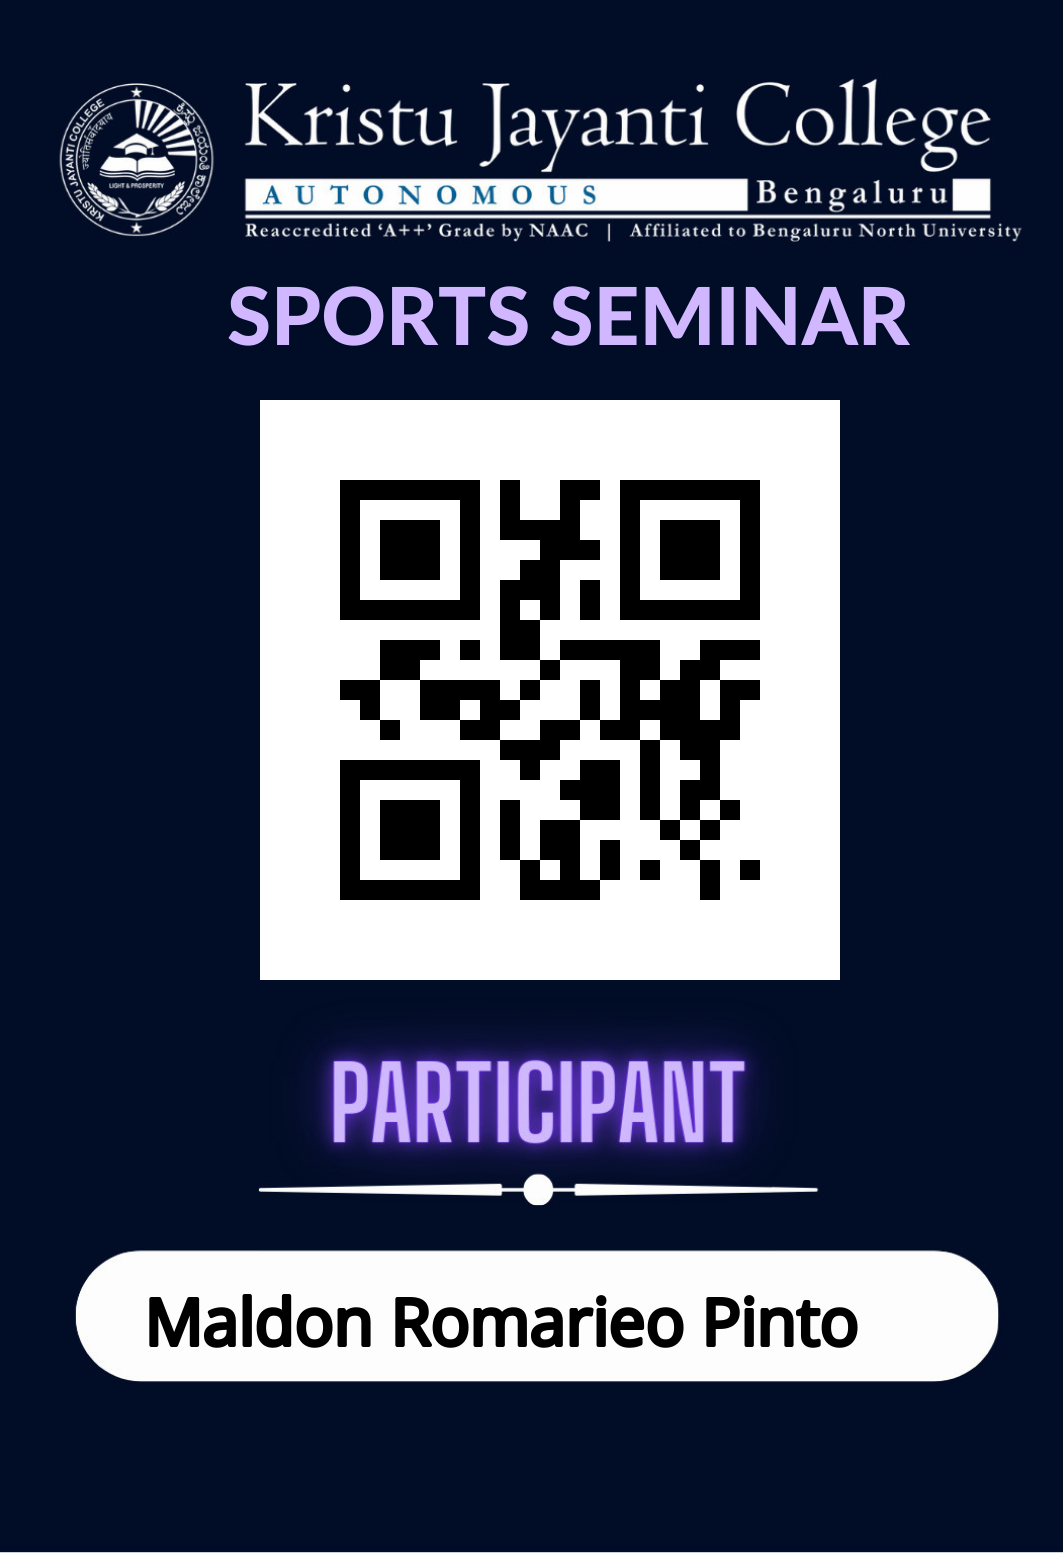 KRISTU JAYANTI COLLEGE
LIGHT & PROSPERITY
Kristu Jayanti College
AUTONOMOUS Bengaluru
Reaccredited ‘A++’ Grade by NAAC | Affiliated to Bengaluru North University
SPORTS SEMINAR
PARTICIPANT
Maldon Romarieo Pinto